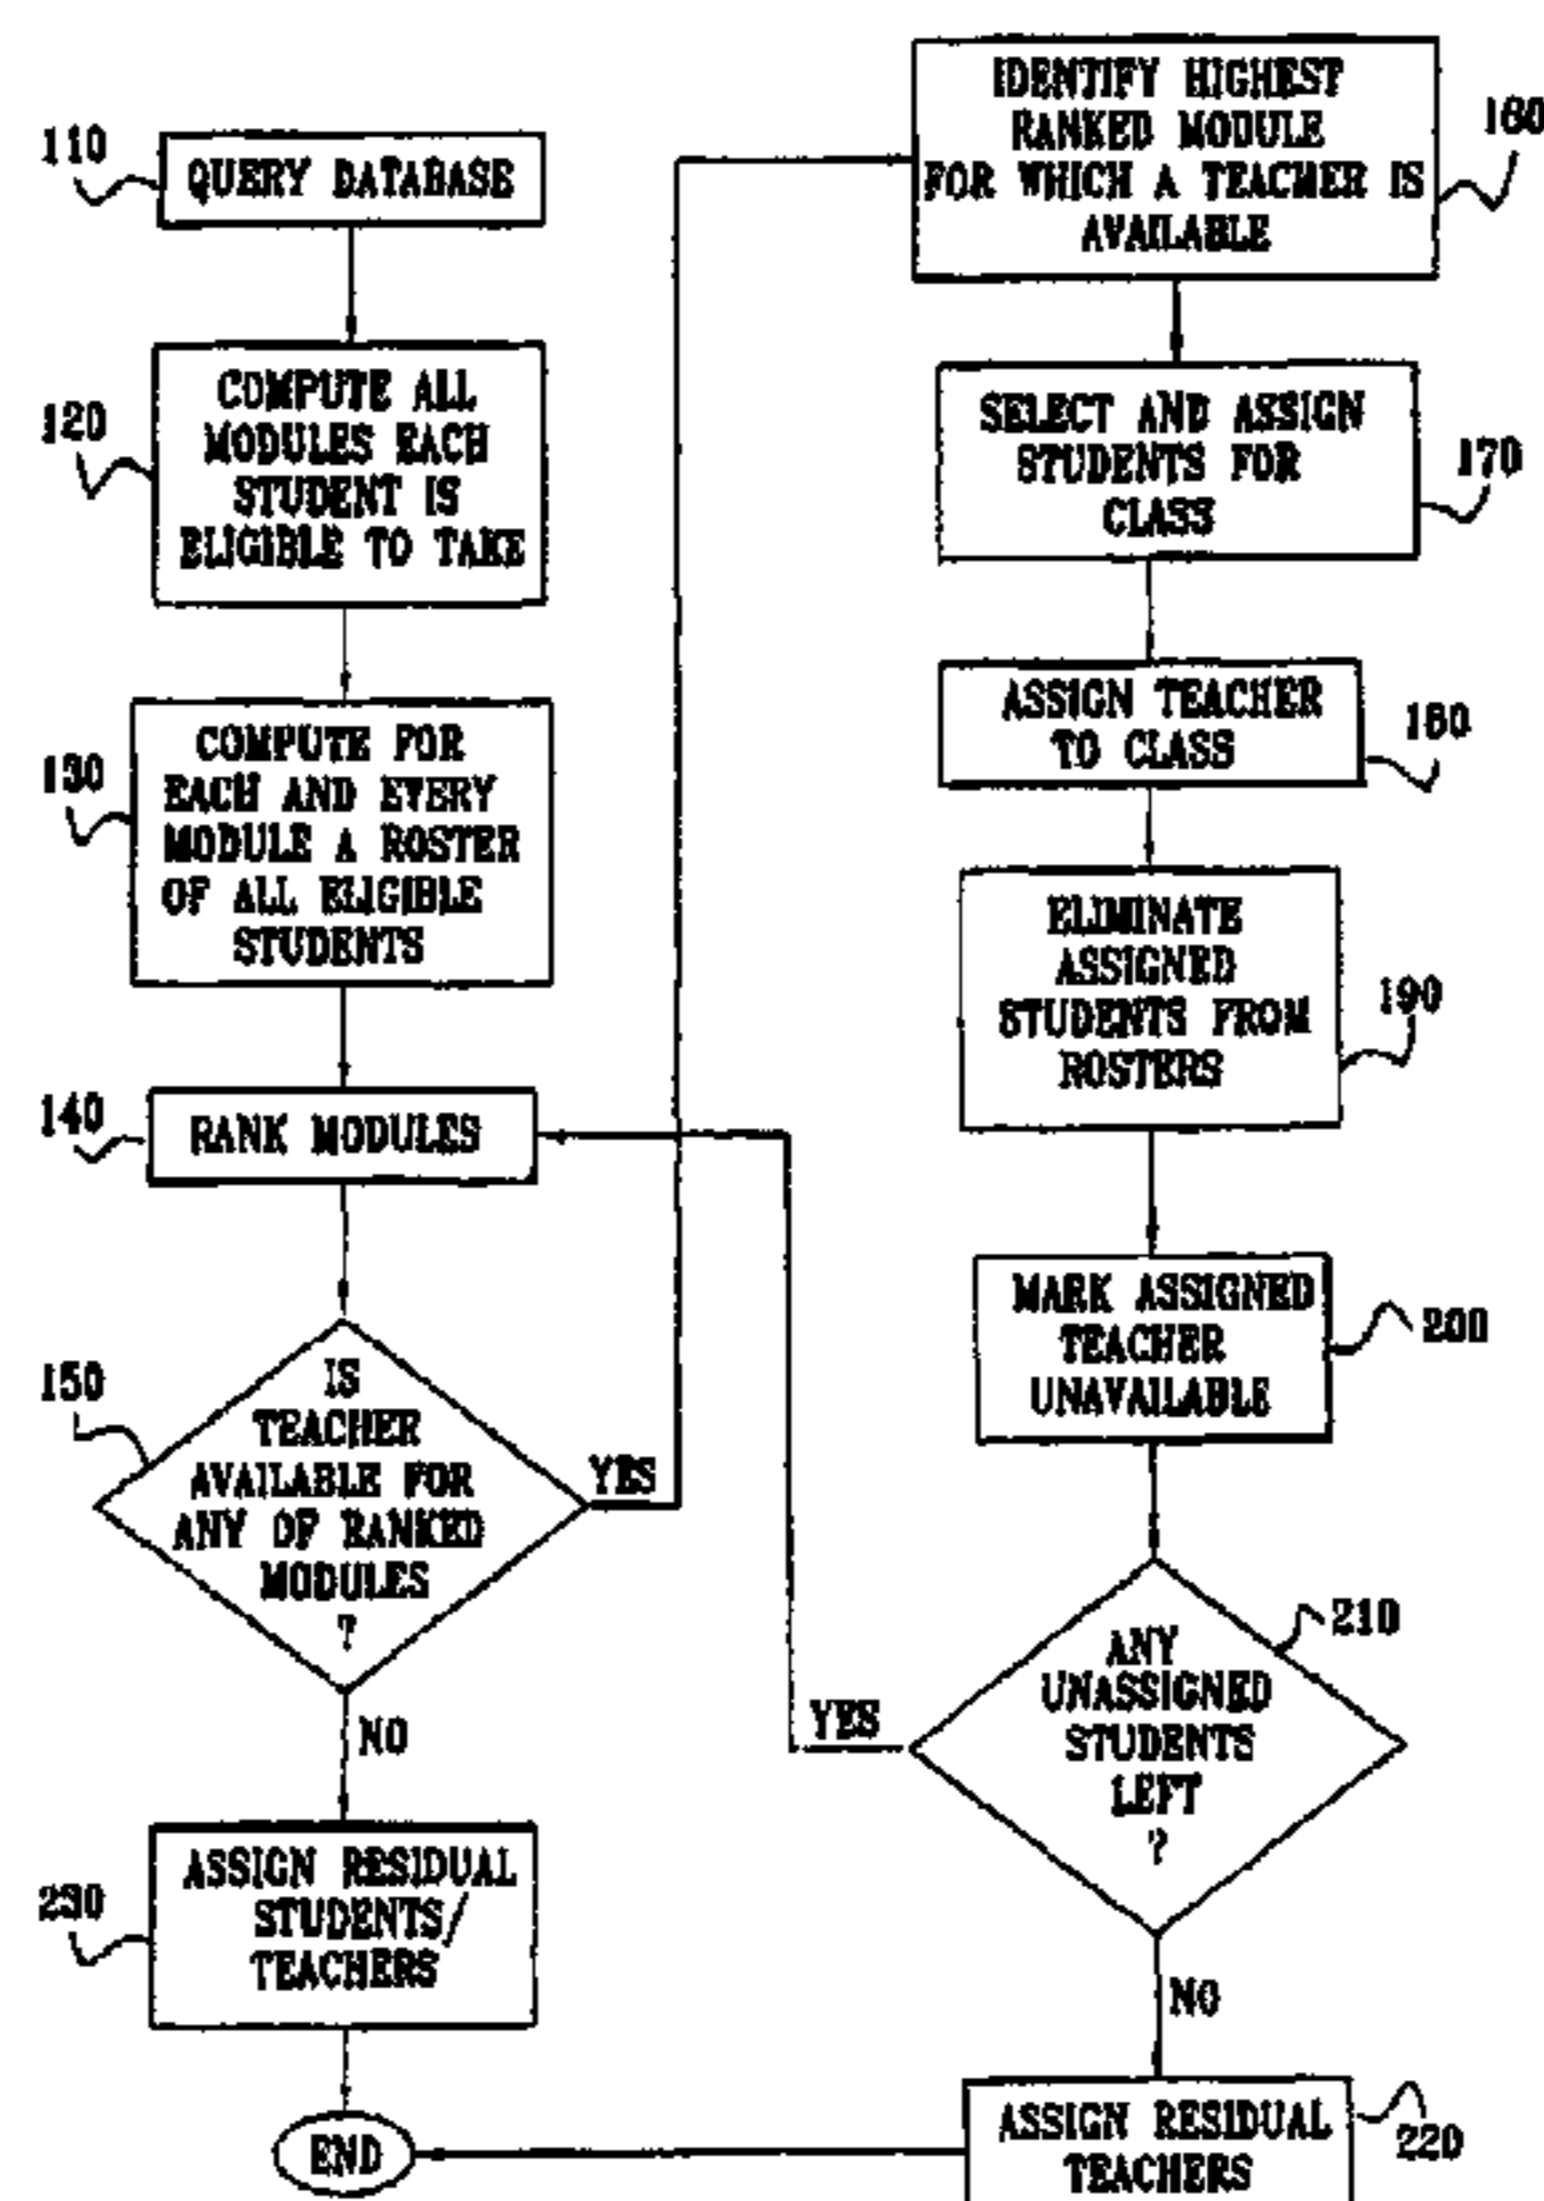 110
QUERY DATABASE
120
COMPUTE ALL
MODULES EACH
STUDENT IS
ELIGIBLE TO TAKE
130
COMPUTE FOR
EACH AND EVERY
MODULE A ROSTER
OF ALL ELIGIBLE
STUDENTS
140
RANK MODULES
150
IS
TEACHER
AVAILABLE FOR
ANY OF RANKED
MODULES
?
YES
NO
230
ASSIGN RESIDUAL
STUDENTS/
TEACHERS
END
IDENTIFY HIGHEST
RANKED MODULE
FOR WHICH A TEACHER IS
AVAILABLE
160
SELECT AND ASSIGN
STUDENTS FOR
CLASS
170
ASSIGN TEACHER
TO CLASS
180
ELIMINATE
ASSIGNED
STUDENTS FROM
ROSTERS
190
MARK ASSIGNED
TEACHER
UNAVAILABLE
200
210
ANY
UNASSIGNED
STUDENTS
LEFT
?
YES
NO
ASSIGN RESIDUAL
TEACHERS
220